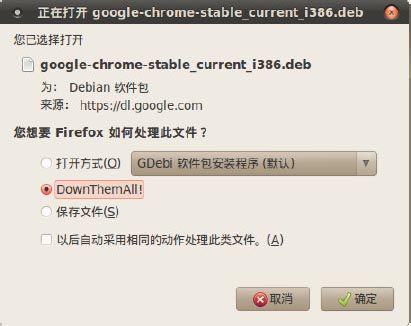 正在打开 google-chrome-stable_current_i386.deb
您已选择打开
google-chrome-stable_current_i386.deb
为： Debian 软件包
来源： https://dl.google.com
您想要 Firefox 如何处理此文件？
打开方式(O) GDebi 软件包安装程序 (默认)
DownThemAll!
保存文件(S)
以后自动采用相同的动作处理此类文件。(A)
取消 确定